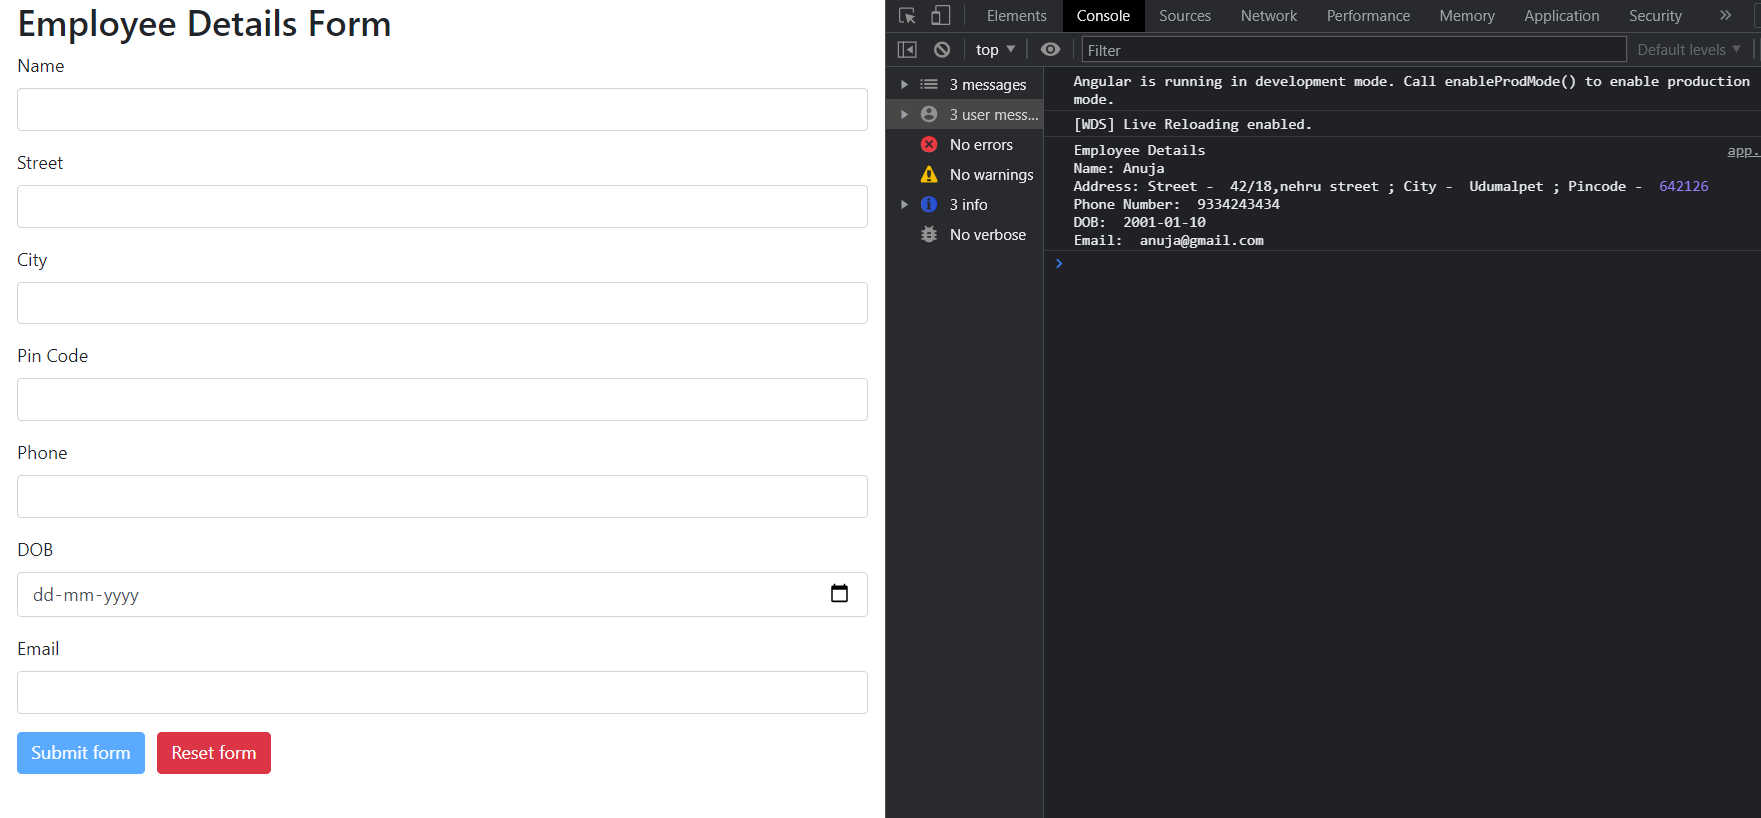 Employee Details Form
Name
Street
City
Pin Code
Phone
DOB
dd-mm-yyyy
Email
Submit form Reset form
Elements Console Sources Network Performance Memory Application Security
top Filter Default levels
3 messages
3 user mess...
No errors
No warnings
3 info
No verbose
Angular is running in development mode. Call enableProdMode() to enable production
mode.
[WDS] Live Reloading enabled.
Employee Details app.
Name: Anuja
Address: Street -  42/18,nehru street ; City -  Udumalpet ; Pincode -  642126
Phone Number:  9334243434
DOB:  2001-01-10
Email:  anuja@gmail.com